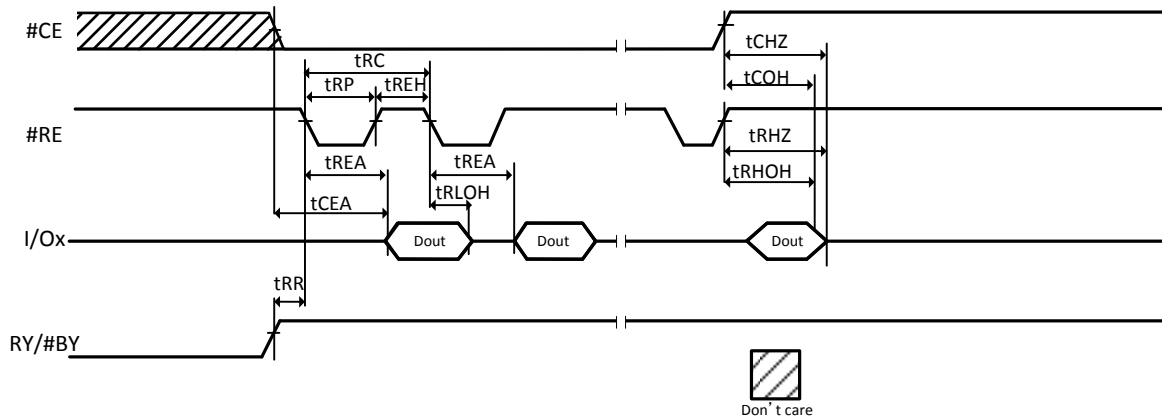 #CE
tCHZ
tRC
tCOH
tRP
tREH
#RE
tRHZ
tREA
tREA
tRHOH
tRLOH
tCEA
I/Ox
Dout
Dout
Dout
tRR
RY/#BY
Don't care